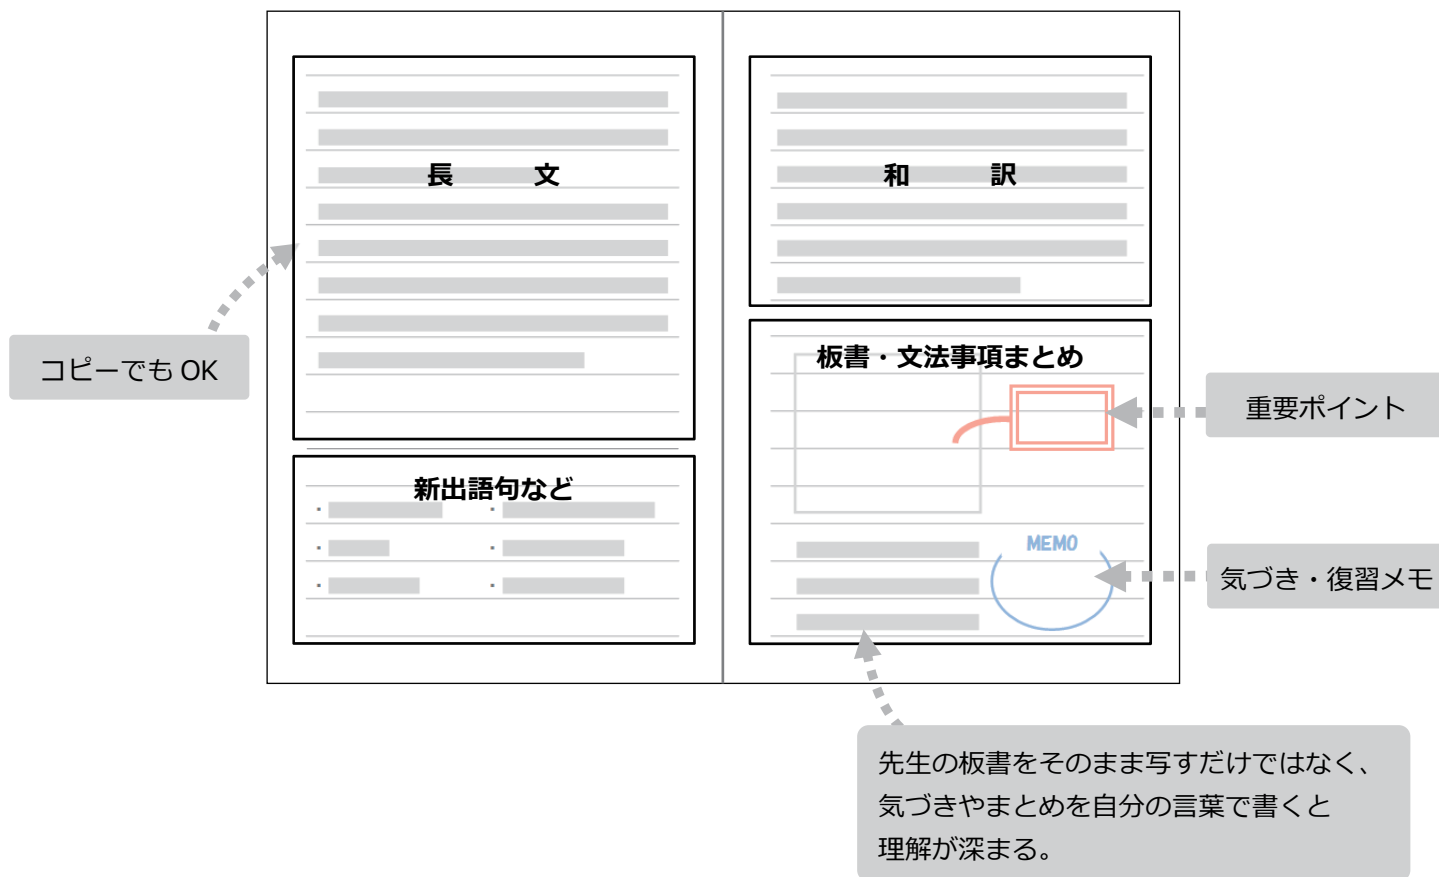 長　文
コピーでも OK
新出語句など
和　訳
板書・文法事項まとめ
重要ポイント
MEMO
気づき・復習メモ
先生の板書をそのまま写すだけではなく、
気づきやまとめを自分の言葉で書くと
理解が深まる。